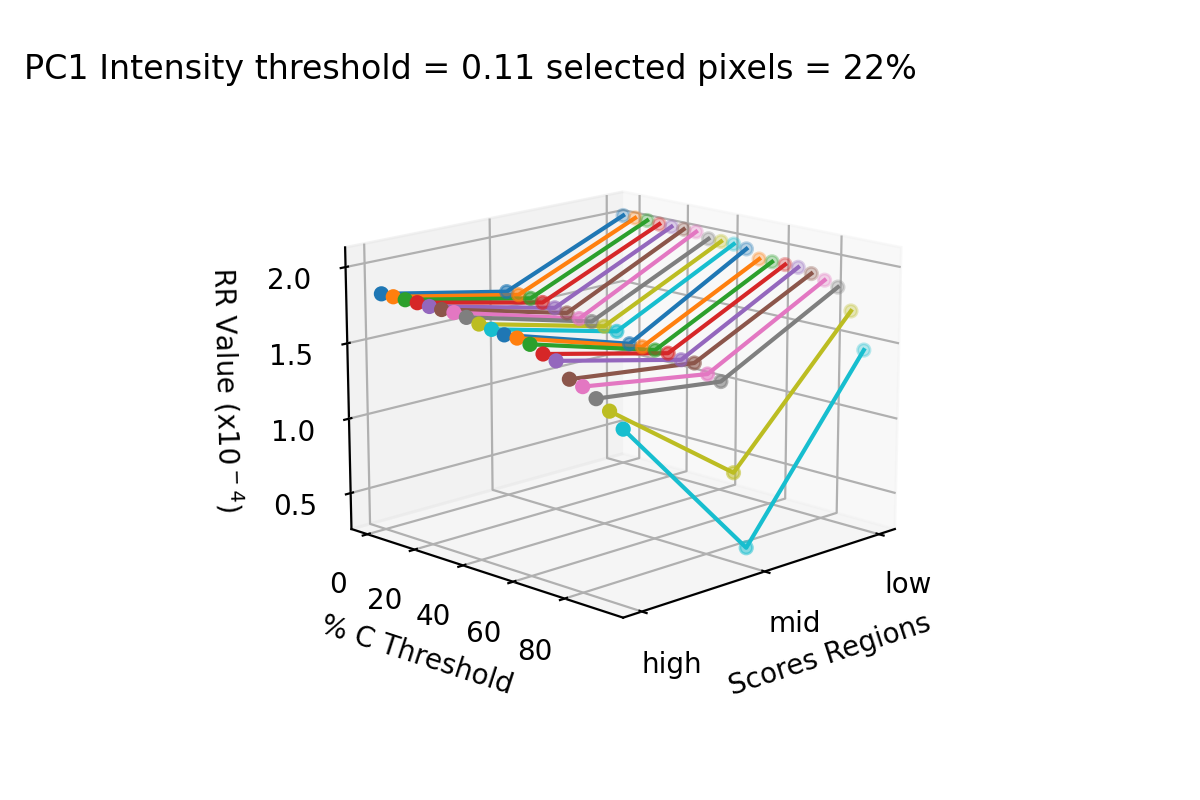 PC1 Intensity threshold = 0.11 selected pixels = 22%
RR Value (x10⁻⁴)
2.0
1.5
1.0
0.5
0
20
40
60
80
% C Threshold
high
mid
low
Scores Regions